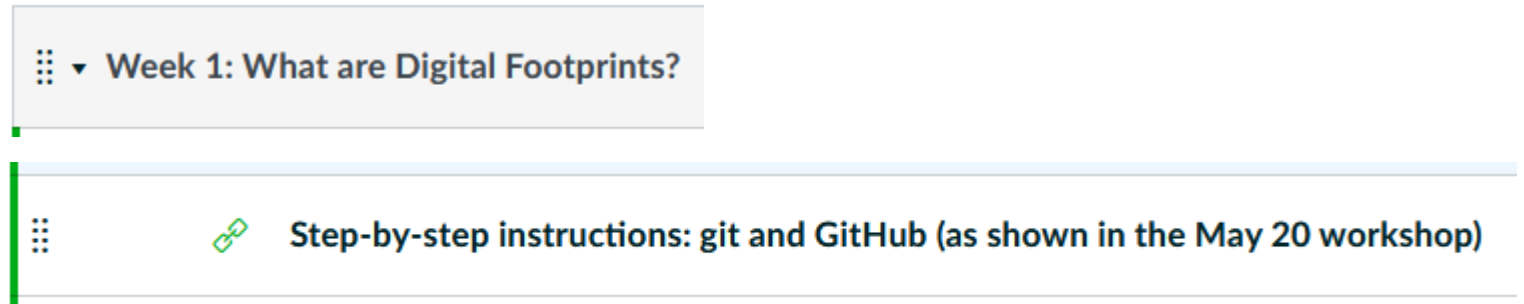 Week 1: What are Digital Footprints?
Step-by-step instructions: git and GitHub (as shown in the May 20 workshop)